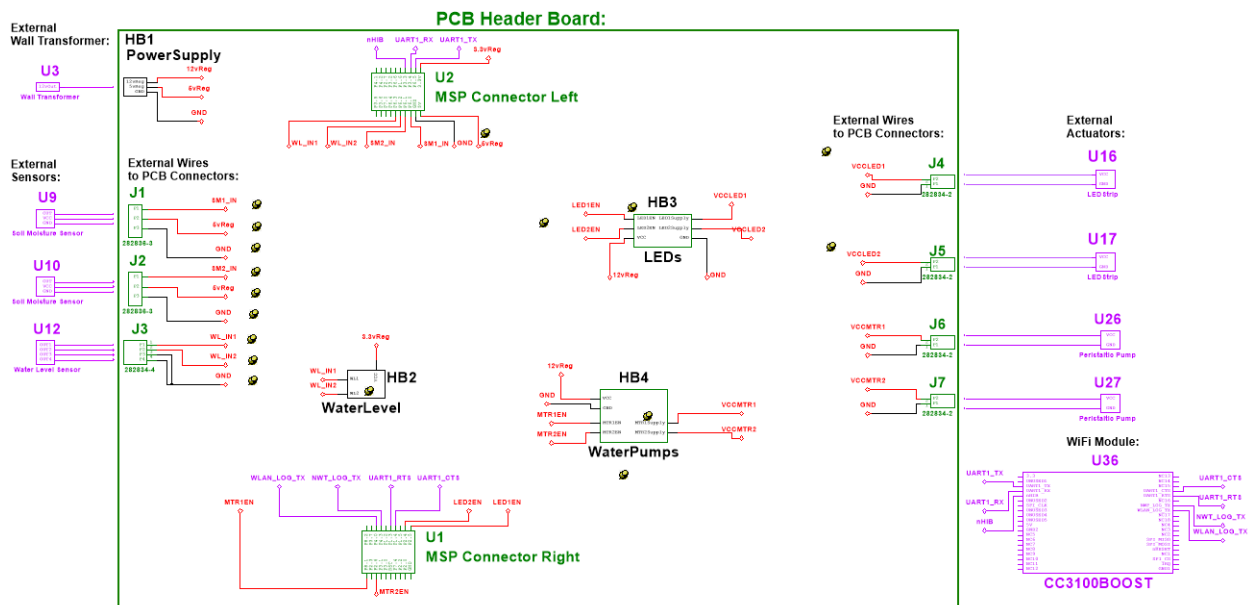 PCB Header Board:
External
Wall Transformer:
U3
Wall Transformer
HB1
PowerSupply
12vReg
5vReg
GND
nHIB
UART1_RX
UART1_TX
3.3vReg
U2
MSP Connector Left
WL_IN1
WL_IN2
SM2_IN
SM1_IN
GND
5vReg
External
Sensors:
External Wires
to PCB Connectors:
U9
Soil Moisture Sensor
J1
282836-3
SM1_IN
5vReg
GND
U10
Soil Moisture Sensor
J2
282836-3
SM2_IN
5vReg
GND
U12
Water Level Sensor
J3
282834-4
WL_IN1
WL_IN2
GND
HB3
LEDs
LED1EN
LED2EN
12vReg
VCC
GND
VCCLED1
VCCLED2
GND
3.3vReg
WL_IN1
WL_IN2
HB2
WaterLevel
HB4
WaterPumps
12vReg
GND
MTR1EN
MTR2EN
VCC
GND
MTR1EN
MTR2EN
VCCMTR1
VCCMTR2
External Wires
to PCB Connectors:
External
Actuators:
VCCLED1
GND
J4
282834-2
U16
LED Strip
VCCLED2
GND
J5
282834-2
U17
LED Strip
VCCMTR1
GND
J6
282834-2
U26
Peristaltic Pump
VCCMTR2
GND
J7
282834-2
U27
Peristaltic Pump
WLAN_LOG_TX
NWT_LOG_TX
UART1_RTS
UART1_CTS
MTR1EN
LED2EN
LED1EN
U1
MSP Connector Right
MTR2EN
WiFi Module:
U36
UART1_TX
UART1_RX
nHIB
UART1_CTS
UART1_RTS
NWT_LOG_TX
WLAN_LOG_TX
CC3100BOOST